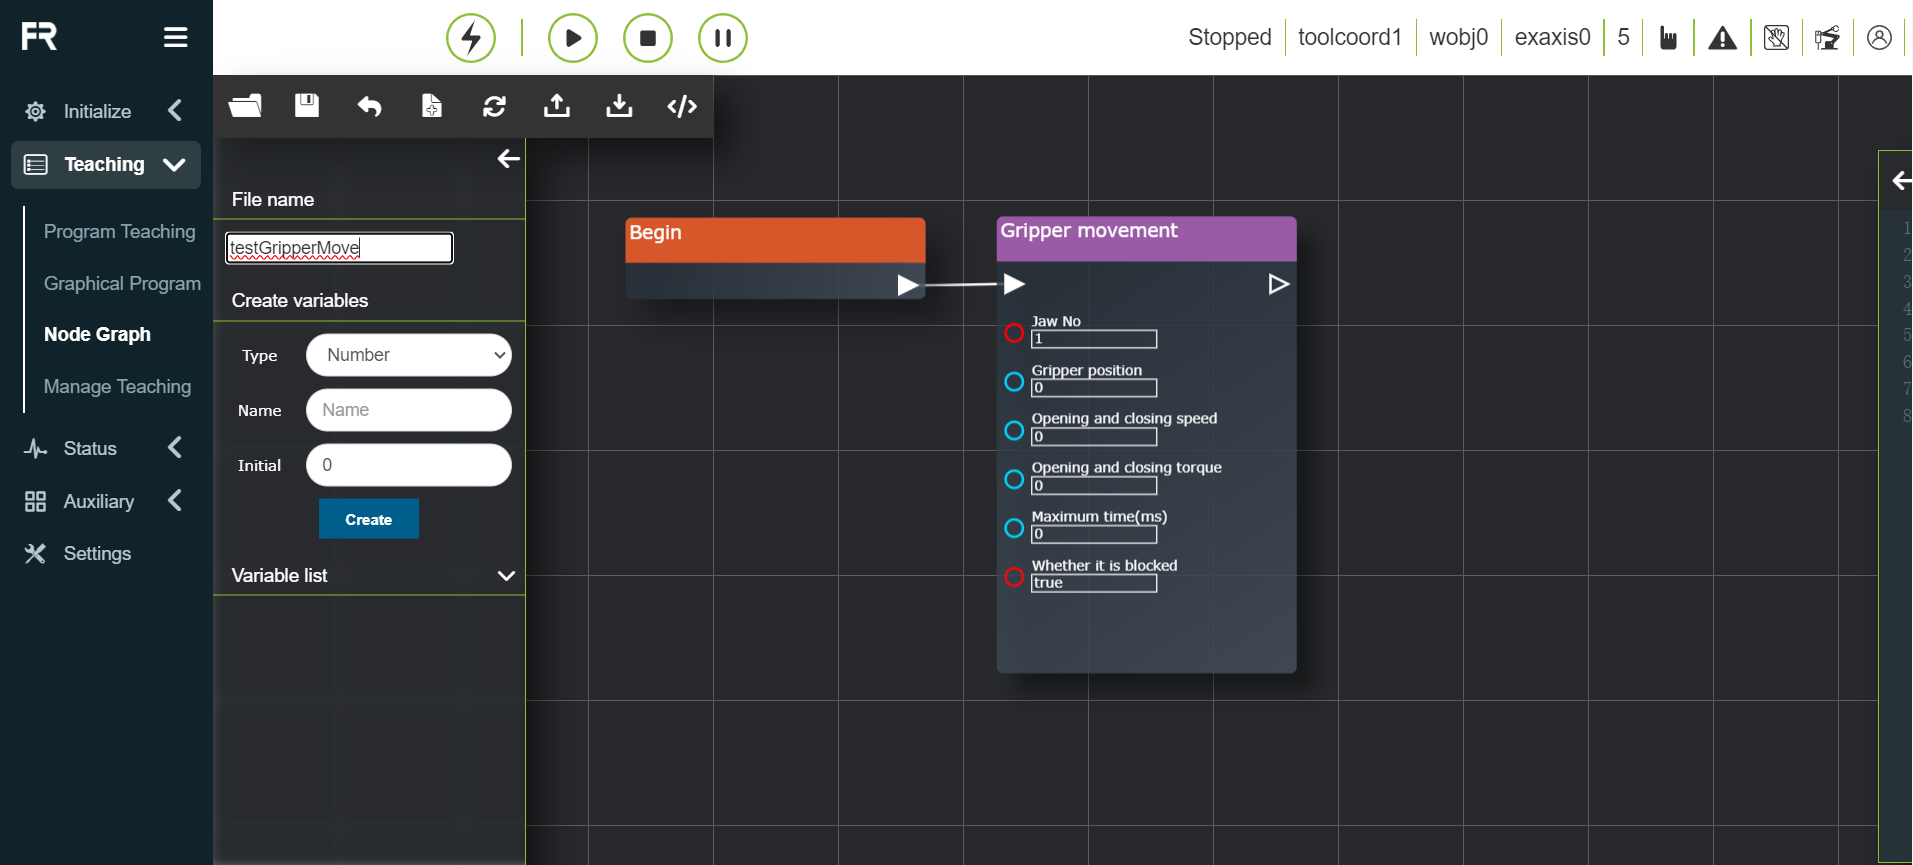 FR
Stopped
toolcoord1
wobj0
exaxis0
5
Initialize
Teaching
Program Teaching
Graphical Program
Node Graph
Manage Teaching
Status
Auxiliary
Settings
File name
testGripperMove
Create variables
Type
Number
Name
Name
Initial
0
Create
Variable list
Begin
Gripper movement
Jaw No
1
Gripper position
0
Opening and closing speed
0
Opening and closing torque
0
Maximum time(ms)
0
Whether it is blocked
true
1
2
3
4
5
6
7
8